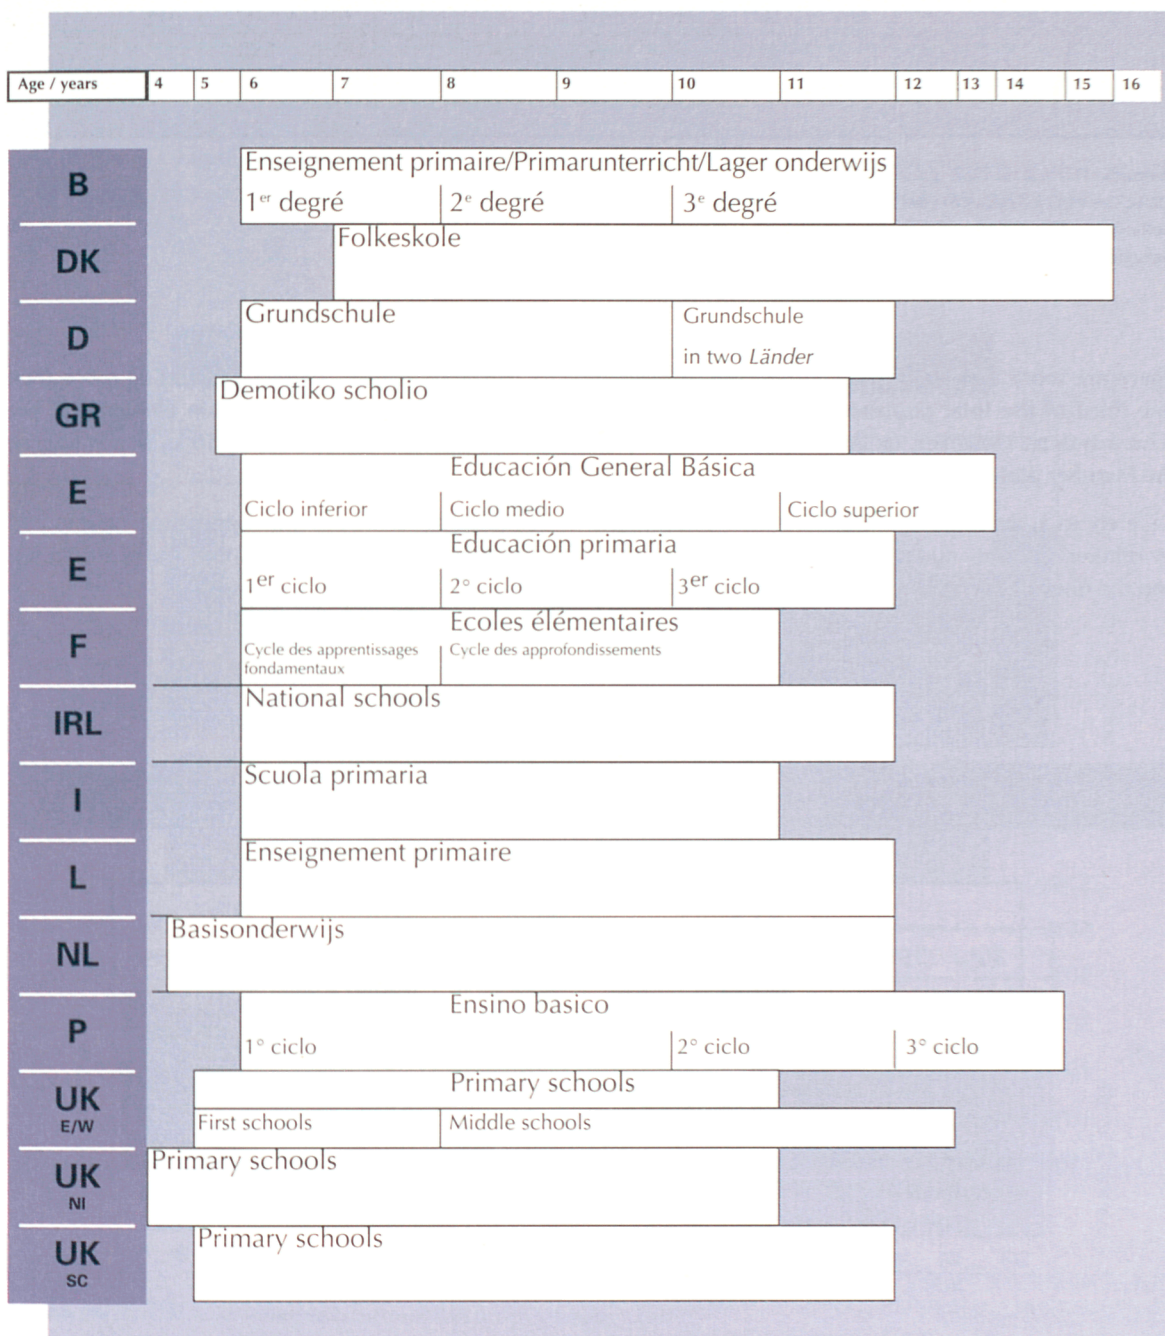 Age / years 4 5 6 7 8 9 10 11 12 13 14 15 16
B
Enseignement primaire/Primarunterricht/Lager onderwijs
1er degré 2e degré 3e degré
DK
Folkeskole
D
Grundschule Grundschule
in two Länder
GR
Demotiko scholio
E
Educación General Básica
Ciclo inferior Ciclo medio Ciclo superior
E
Educación primaria
1er ciclo 2° ciclo 3er ciclo
F
Ecoles élémentaires
Cycle des apprentissages Cycle des approfondissements
fondamentaux
IRL
National schools
I
Scuola primaria
L
Enseignement primaire
NL
Basisonderwijs
P
Ensino basico
1° ciclo 2° ciclo 3° ciclo
UK
E/W
Primary schools
First schools Middle schools
UK
NI
Primary schools
UK
SC
Primary schools